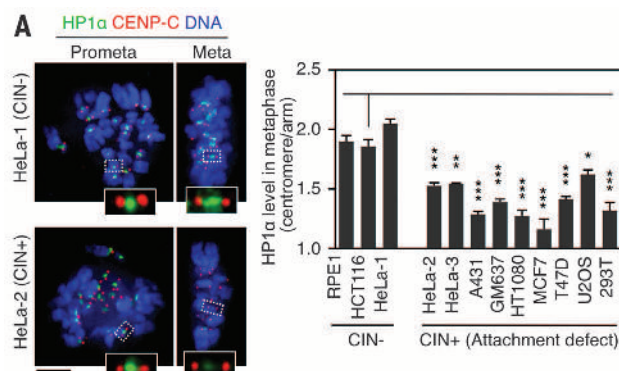 A
HP1α CENP-C DNA
Prometa Meta
HeLa-1 (CIN-)
HeLa-2 (CIN+)
HP1α level in metaphase
(centromere/arm)
2.5
2.0
1.5
1.0
*** ** *** *** *** *** *** * ***
RPE1
HCT116
HeLa-1
HeLa-2
HeLa-3
A431
GM637
HT1080
MCF7
T47D
U2OS
293T
CIN-
CIN+ (Attachment defect)